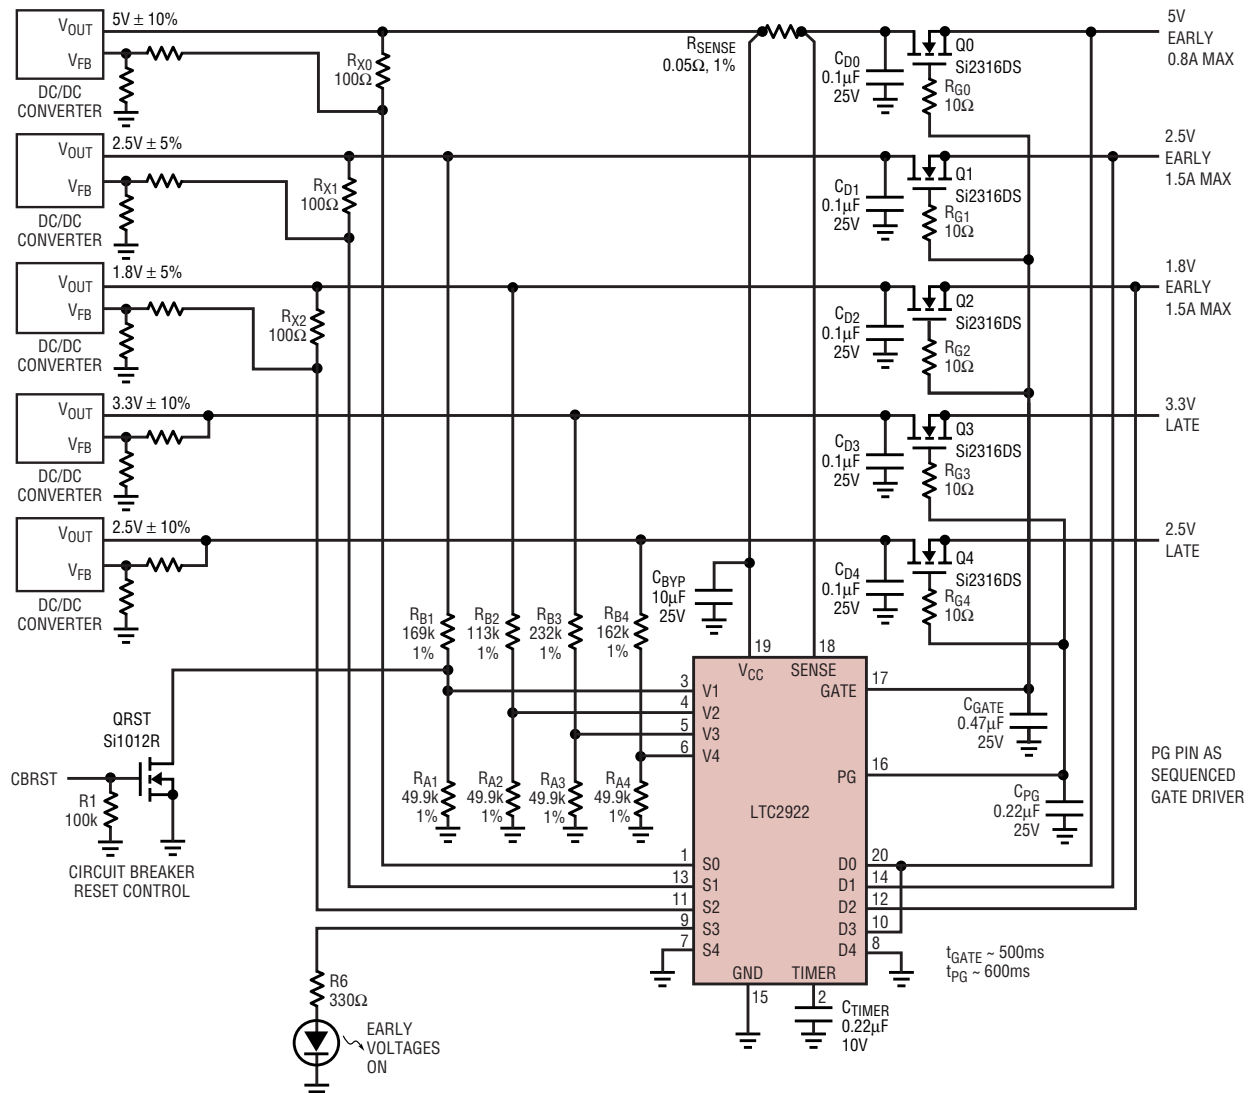 VOUT
5V ± 10%
VFB
DC/DC
CONVERTER
RX0
100Ω
RSENSE
0.05Ω, 1%
CD0
0.1µF
25V
Q0
Si2316DS
RG0
10Ω
5V
EARLY
0.8A MAX
VOUT
2.5V ± 5%
VFB
DC/DC
CONVERTER
RX1
100Ω
CD1
0.1µF
25V
Q1
Si2316DS
RG1
10Ω
2.5V
EARLY
1.5A MAX
VOUT
1.8V ± 5%
VFB
DC/DC
CONVERTER
RX2
100Ω
CD2
0.1µF
25V
Q2
Si2316DS
RG2
10Ω
1.8V
EARLY
1.5A MAX
VOUT
3.3V ± 10%
VFB
DC/DC
CONVERTER
CD3
0.1µF
25V
Q3
Si2316DS
RG3
10Ω
3.3V
LATE
VOUT
2.5V ± 10%
VFB
DC/DC
CONVERTER
CD4
0.1µF
25V
Q4
Si2316DS
RG4
10Ω
2.5V
LATE
CBYP
10µF
25V
RB1
169k
1%
RB2
113k
1%
RB3
232k
1%
RB4
162k
1%
19
18
VCC
SENSE
3
V1
4
V2
5
V3
6
V4
GATE
17
CGATE
0.47µF
25V
PG
16
CPG
0.22µF
25V
PG PIN AS
SEQUENCED
GATE DRIVER
QRST
Si1012R
CBRST
R1
100k
CIRCUIT BREAKER
RESET CONTROL
RA1
49.9k
1%
RA2
49.9k
1%
RA3
49.9k
1%
RA4
49.9k
1%
LTC2922
1
S0
13
S1
11
S2
9
S3
7
S4
D0
20
D1
14
D2
12
D3
10
D4
8
GND
TIMER
15
2
CTIMER
0.22µF
10V
tGATE ~ 500ms
tPG ~ 600ms
R6
330Ω
EARLY
VOLTAGES
ON